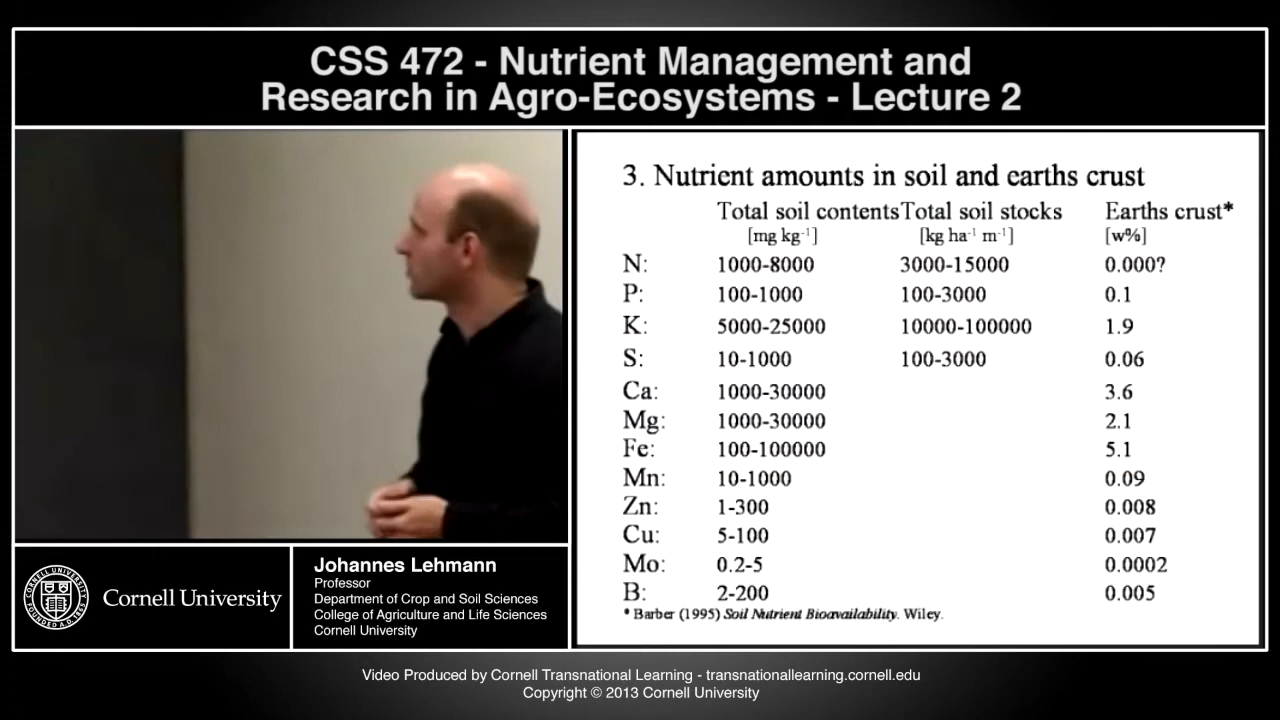 CSS 472 - Nutrient Management and
Research in Agro-Ecosystems - Lecture 2
3. Nutrient amounts in soil and earths crust
Total soil contents Total soil stocks Earths crust*
[mg kg⁻¹] [kg ha⁻¹ m⁻¹] [w%]
N: 1000-8000 3000-15000 0.000?
P: 100-1000 100-3000 0.1
K: 5000-25000 10000-100000 1.9
S: 10-1000 100-3000 0.06
Ca: 1000-30000 3.6
Mg: 1000-30000 2.1
Fe: 100-100000 5.1
Mn: 10-1000 0.09
Zn: 1-300 0.008
Cu: 5-100 0.007
Mo: 0.2-5 0.0002
B: 2-200 0.005
* Barber (1995) Soil Nutrient Bioavailability. Wiley.
CORNELL UNIVERSITY
FOUNDED A.D. 1865
Cornell University
Johannes Lehmann
Professor
Department of Crop and Soil Sciences
College of Agriculture and Life Sciences
Cornell University
Video Produced by Cornell Transnational Learning - transnationallearning.cornell.edu
Copyright © 2013 Cornell University